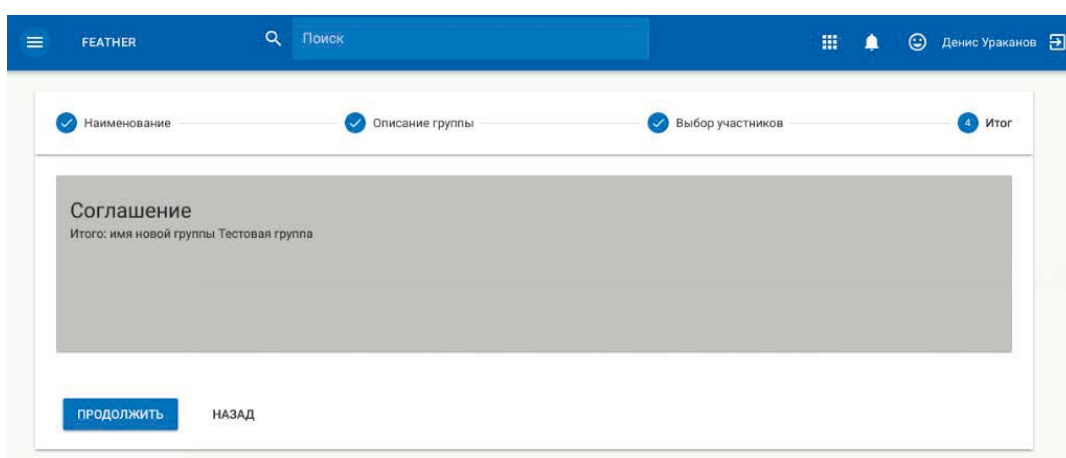 FEATHER Поиск Денис Ураканов
Наименование Описание группы Выбор участников 4 Итог
Соглашение
Итого: имя новой группы Тестовая группа
ПРОДОЛЖИТЬ НАЗАД